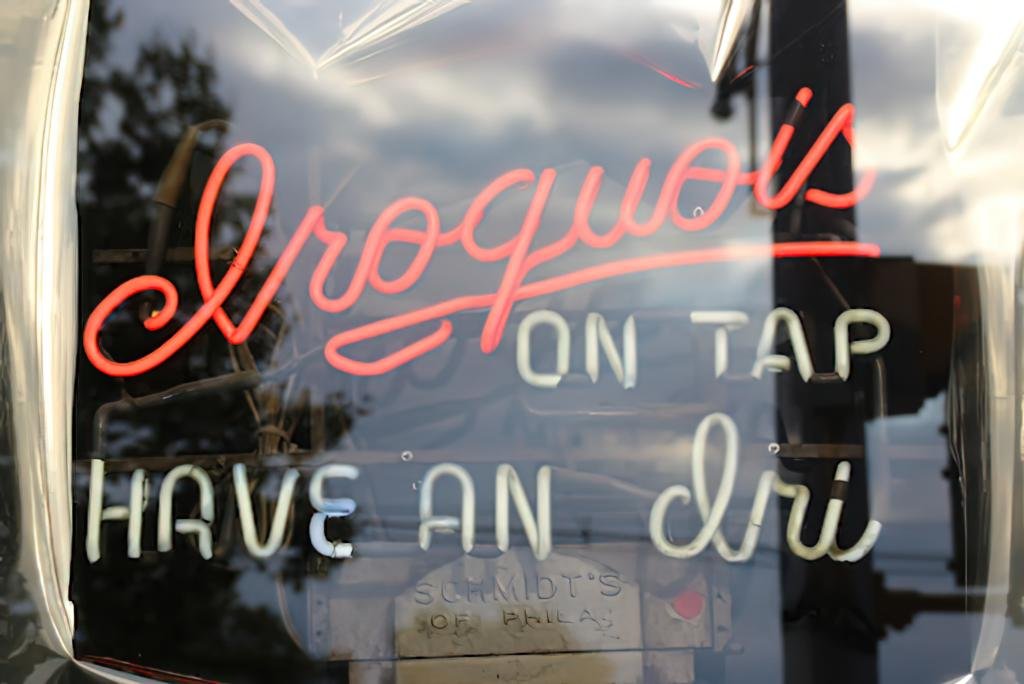 Iroquois
ON TAP
HAVE AN Iri
SCHMIDT'S
OF PHILA.